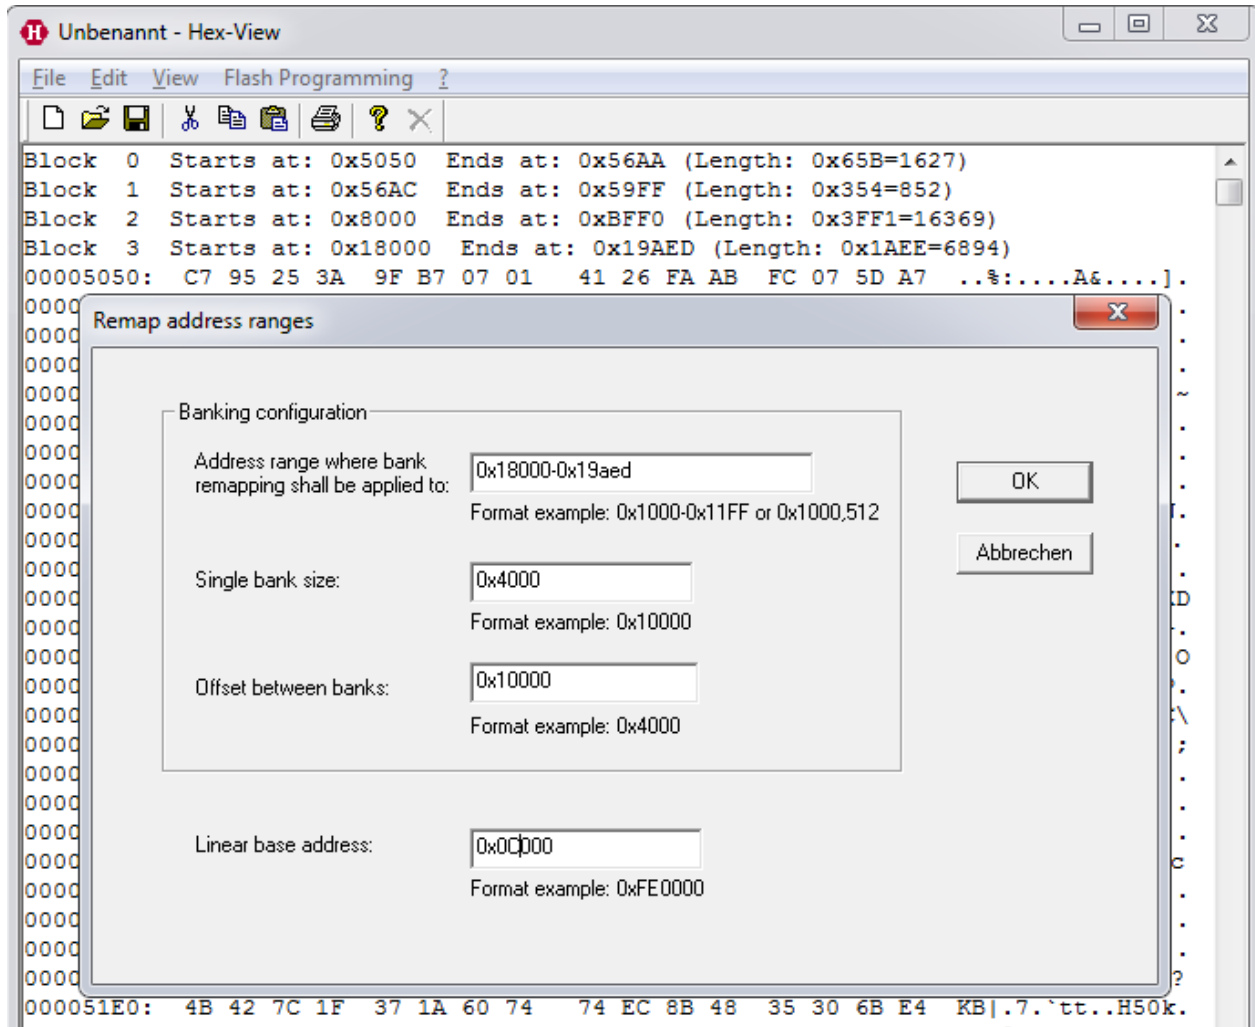 Unbenannt - Hex-View
File Edit View Flash Programming ?
Block 0 Starts at: 0x5050 Ends at: 0x56AA (Length: 0x65B=1627)
Block 1 Starts at: 0x56AC Ends at: 0x59FF (Length: 0x354=852)
Block 2 Starts at: 0x8000 Ends at: 0xBFF0 (Length: 0x3FF1=16369)
Block 3 Starts at: 0x18000 Ends at: 0x19AED (Length: 0x1AEE=6894)
00005050: C7 95 25 3A 9F B7 07 01 41 26 FA AB FC 07 5D A7 ..%:....A&....].
Remap address ranges
Banking configuration
Address range where bank
remapping shall be applied to:
0x18000-0x19aed
Format example: 0x1000-0x11FF or 0x1000,512
OK
Abbrechen
Single bank size:
0x4000
Format example: 0x10000
Offset between banks:
0x10000
Format example: 0x4000
Linear base address:
0x0C000
Format example: 0xFE0000
000051E0: 4B 42 7C 1F 37 1A 60 74 74 EC 8B 48 35 30 6B E4 KB|.7.`tt..H50k.